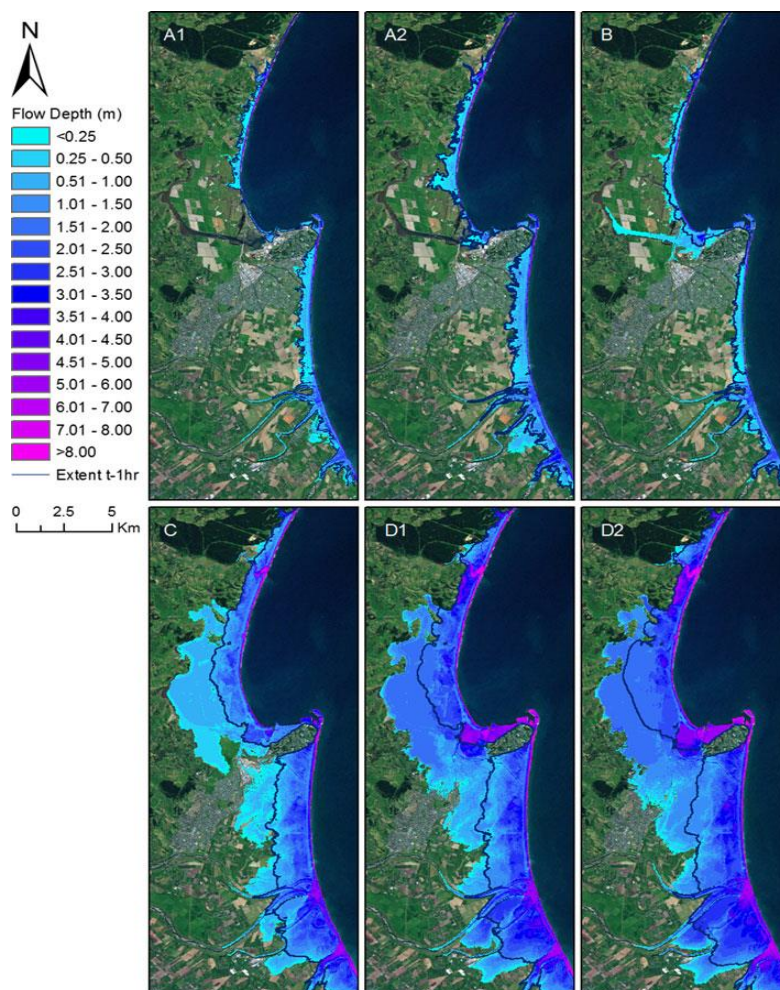 N
Flow Depth (m)
<0.25
0.25 - 0.50
0.51 - 1.00
1.01 - 1.50
1.51 - 2.00
2.01 - 2.50
2.51 - 3.00
3.01 - 3.50
3.51 - 4.00
4.01 - 4.50
4.51 - 5.00
5.01 - 6.00
6.01 - 7.00
7.01 - 8.00
>8.00
Extent t-1hr
0 2.5 5
Km
A1
A2
B
C
D1
D2